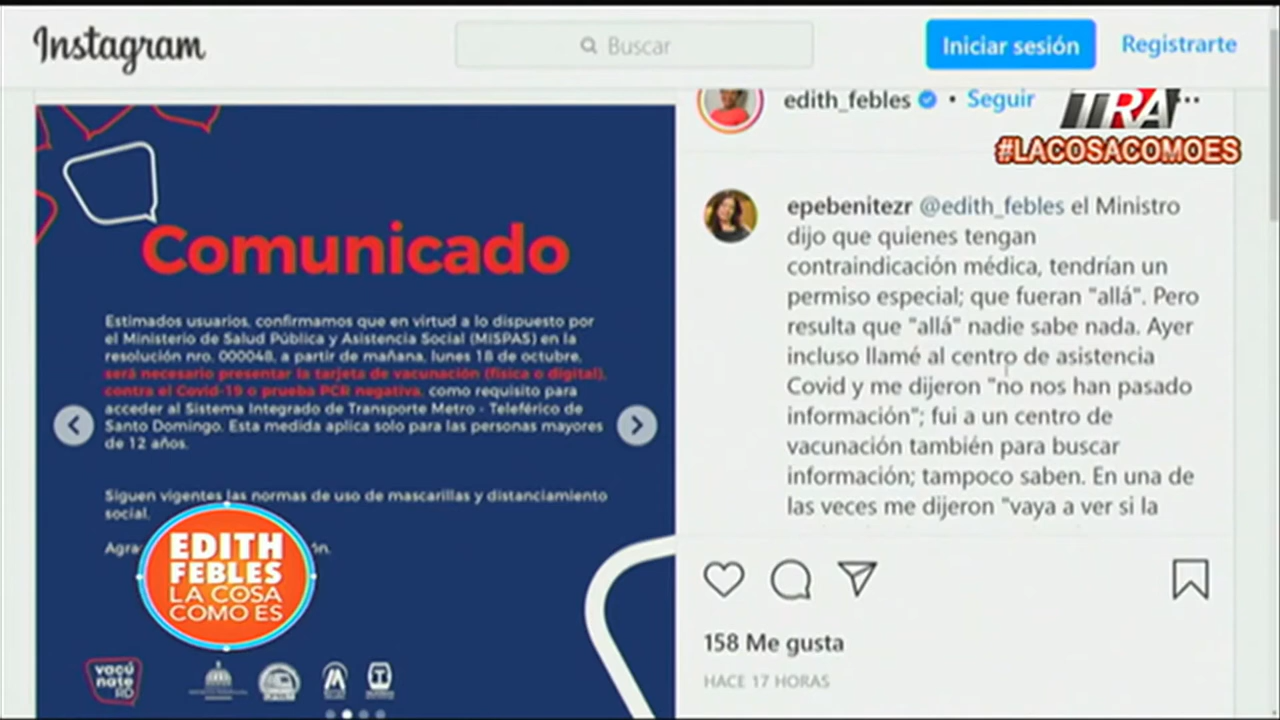 Instagram
Buscar
Iniciar sesión
Registrarte
edith_febles • Seguir
TRA
#LACOSACOMOES
Comunicado
Estimados usuarios, confirmamos que en virtud a lo dispuesto por
el Ministerio de Salud Pública y Asistencia Social (MISPAS) en la
resolución nro. 000048, a partir de mañana, lunes 18 de octubre,
será necesario presentar la tarjeta de vacunación (física o digital),
contra el Covid-19 o prueba PCR negativa, como requisito para
acceder al Sistema Integrado de Transporte Metro - Teleférico de
Santo Domingo. Esta medida aplica solo para las personas mayores
de 12 años.
Siguen vigentes las normas de uso de mascarillas y distanciamiento
social.
EDITH
FEBLES
LA COSA
COMO ES
vacú
nate
RD
epebenitezr @edith_febles el Ministro
dijo que quienes tengan
contraindicación médica, tendrían un
permiso especial; que fueran "allá". Pero
resulta que "allá" nadie sabe nada. Ayer
incluso llamé al centro de asistencia
Covid y me dijeron "no nos han pasado
información"; fui a un centro de
vacunación también para buscar
información; tampoco saben. En una de
las veces me dijeron "vaya a ver si la
158 Me gusta
HACE 17 HORAS